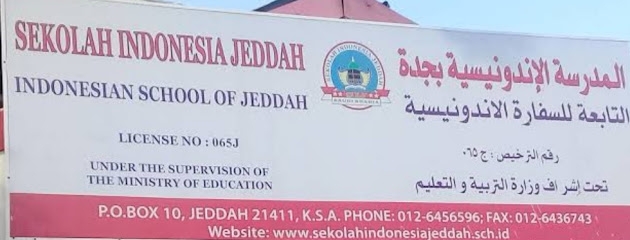 SEKOLAH INDONESIA JEDDAH
INDONESIAN SCHOOL OF JEDDAH
LICENSE NO : 065J
UNDER THE SUPERVISION OF
THE MINISTRY OF EDUCATION
المدرسة الإندونيسية بجدة
التابعة للسفارة الاندونيسية
رقم الترخيص : ج ٠٦٥
تحت إشراف وزارة التربية و التعليم
P.O.BOX 10, JEDDAH 21411, K.S.A. PHONE: 012-6456596; FAX: 012-6436743
Website: www.sekolahindonesiajeddah.sch.id